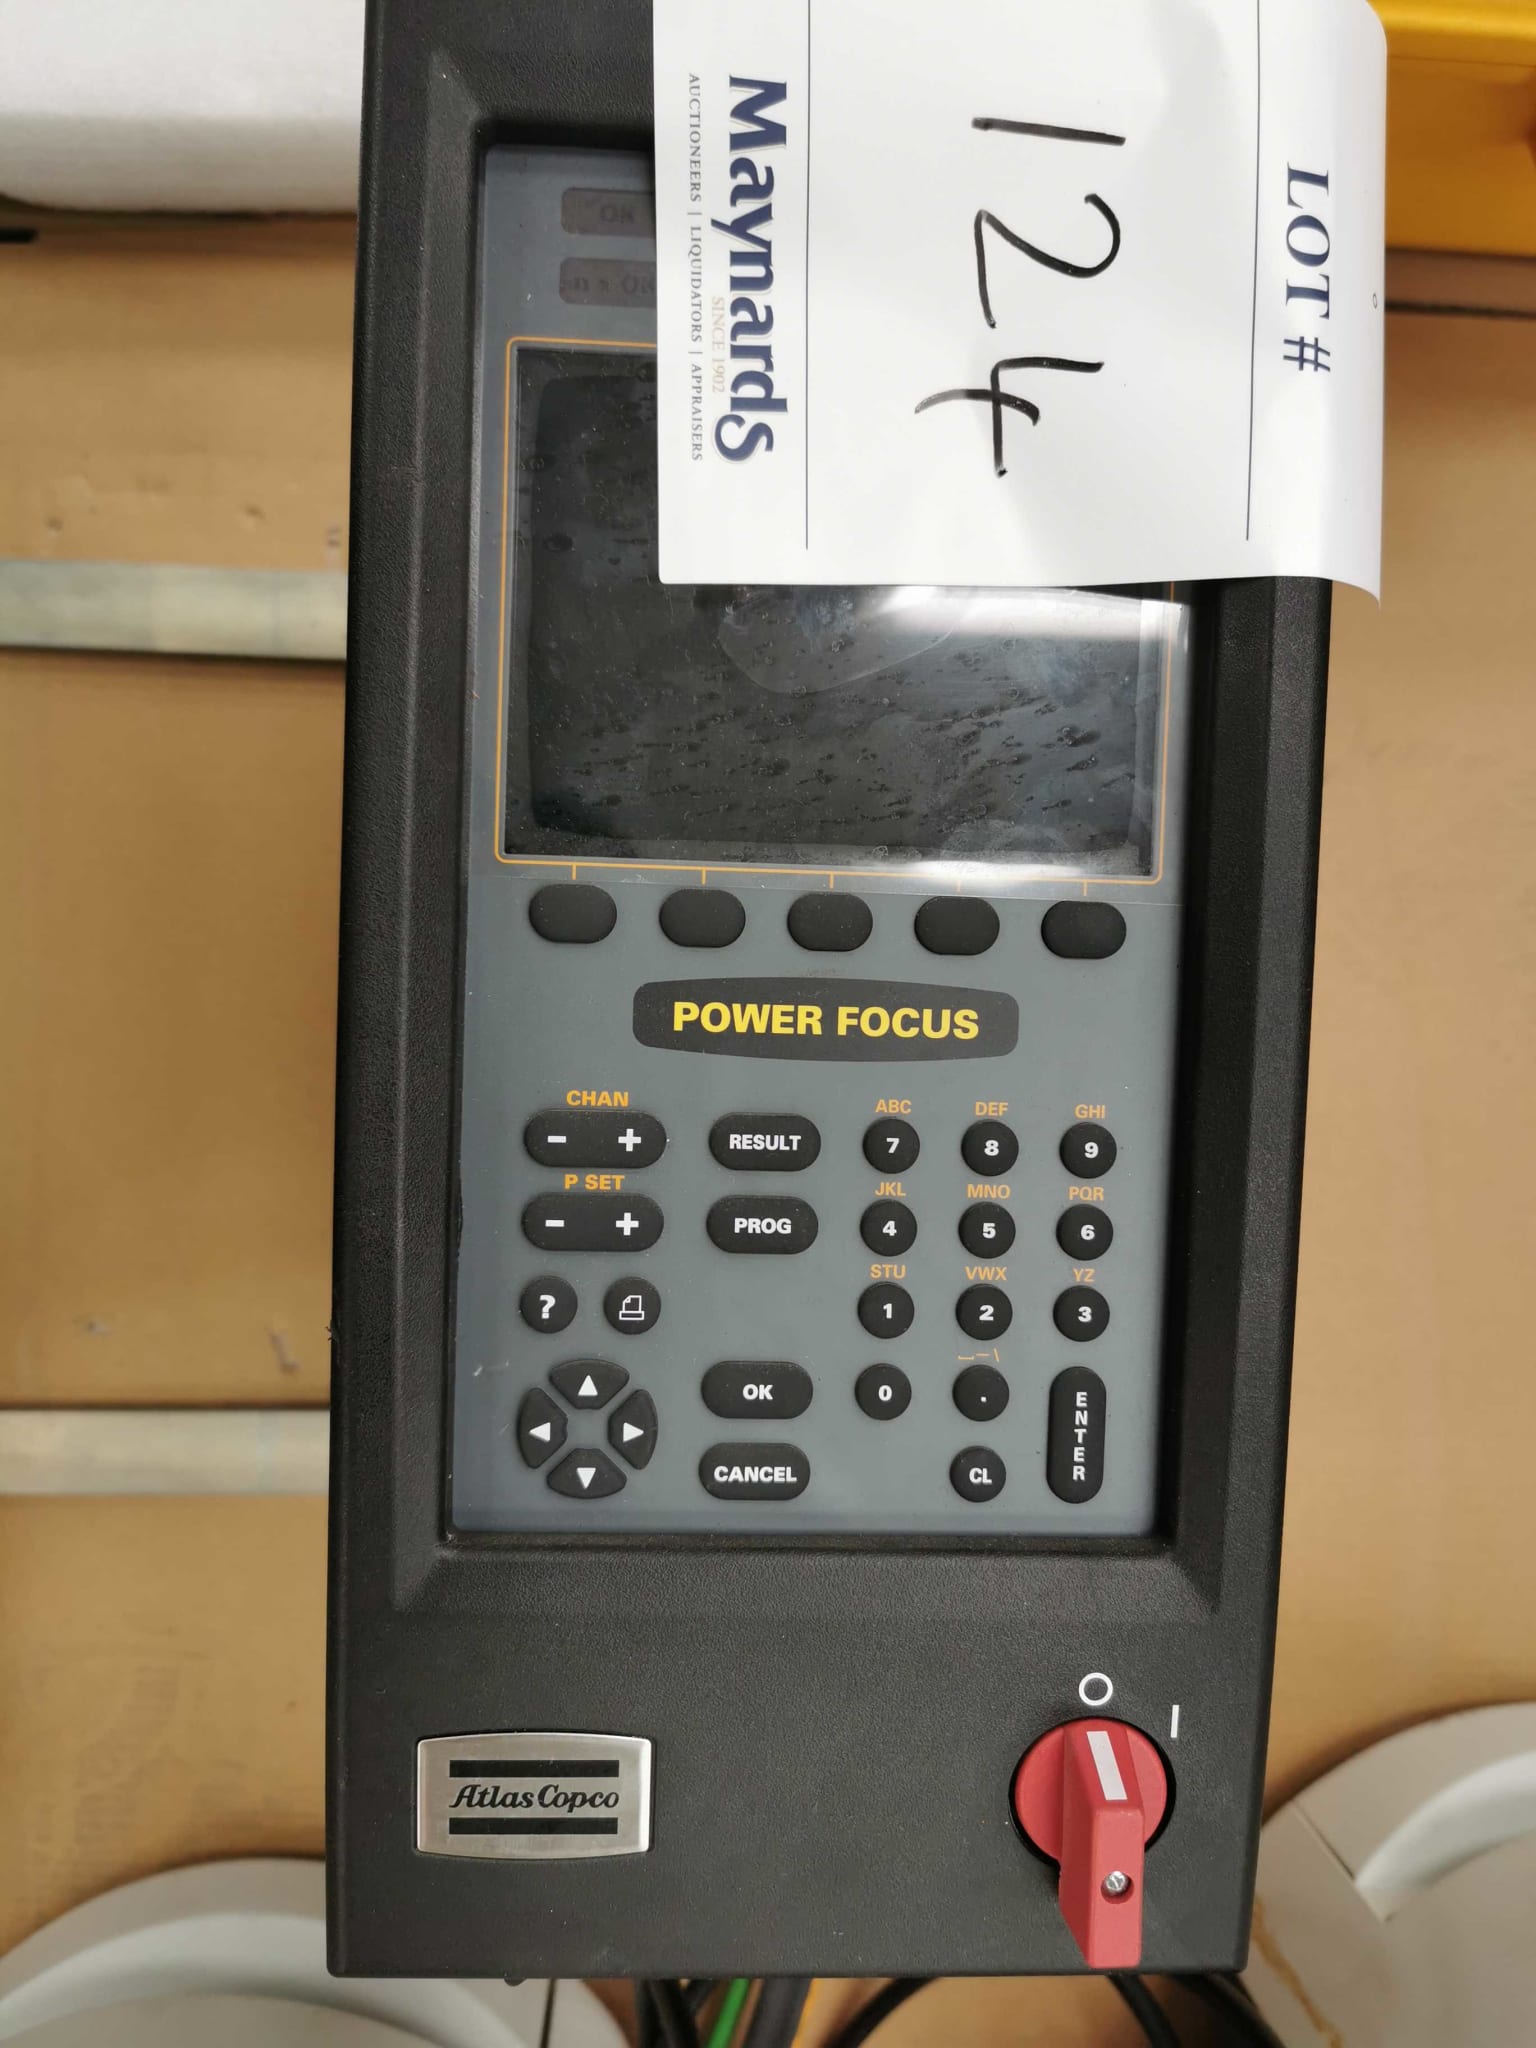 LOT #
124
Maynards
SINCE 1902
AUCTIONEERS | LIQUIDATORS | APPRAISERS
OK
POWER FOCUS
CHAN
- +
RESULT
ABC
7
DEF
8
GHI
9
P SET
- +
PROG
JKL
4
MNO
5
PQR
6
?
STU
1
VWX
2
YZ
3
OK
0
.
ENTER
CANCEL
CL
O
I
Atlas Copco